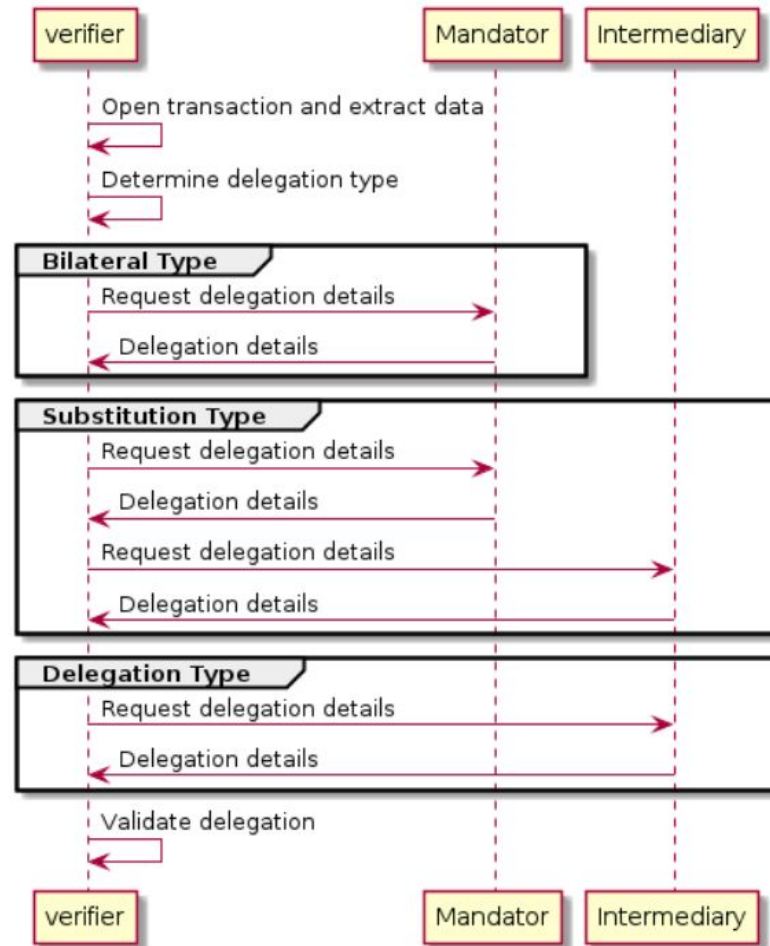 verifier Mandator Intermediary
Open transaction and extract data
Determine delegation type
Bilateral Type
Request delegation details
Delegation details
Substitution Type
Request delegation details
Delegation details
Request delegation details
Delegation details
Delegation Type
Request delegation details
Delegation details
Validate delegation
verifier Mandator Intermediary